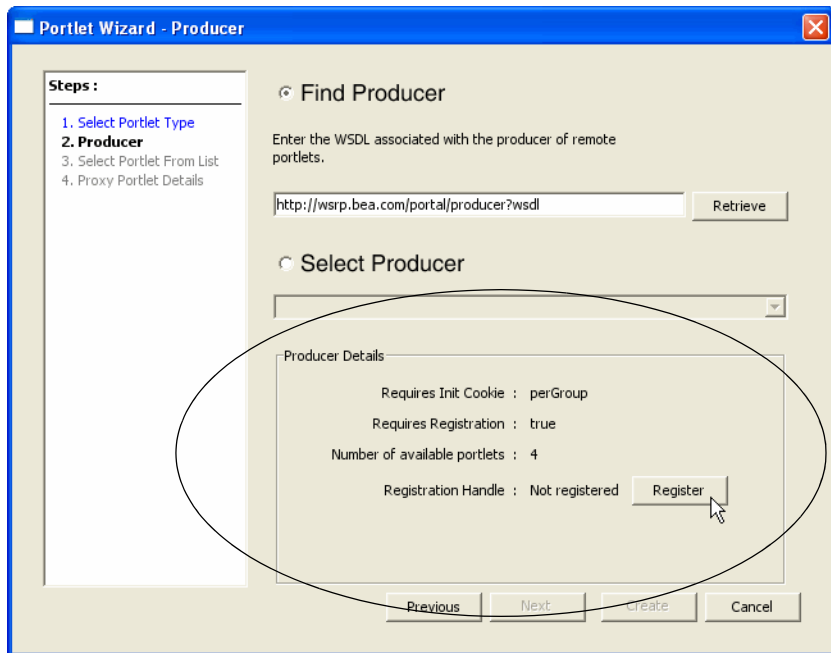 Portlet Wizard - Producer
Steps :
1. Select Portlet Type
2. Producer
3. Select Portlet From List
4. Proxy Portlet Details
Find Producer
Enter the WSDL associated with the producer of remote
portlets.
http://wsrp.bea.com/portal/producer?wsdl
Retrieve
Select Producer
Producer Details
Requires Init Cookie : perGroup
Requires Registration : true
Number of available portlets : 4
Registration Handle : Not registered Register
Previous Next Create Cancel